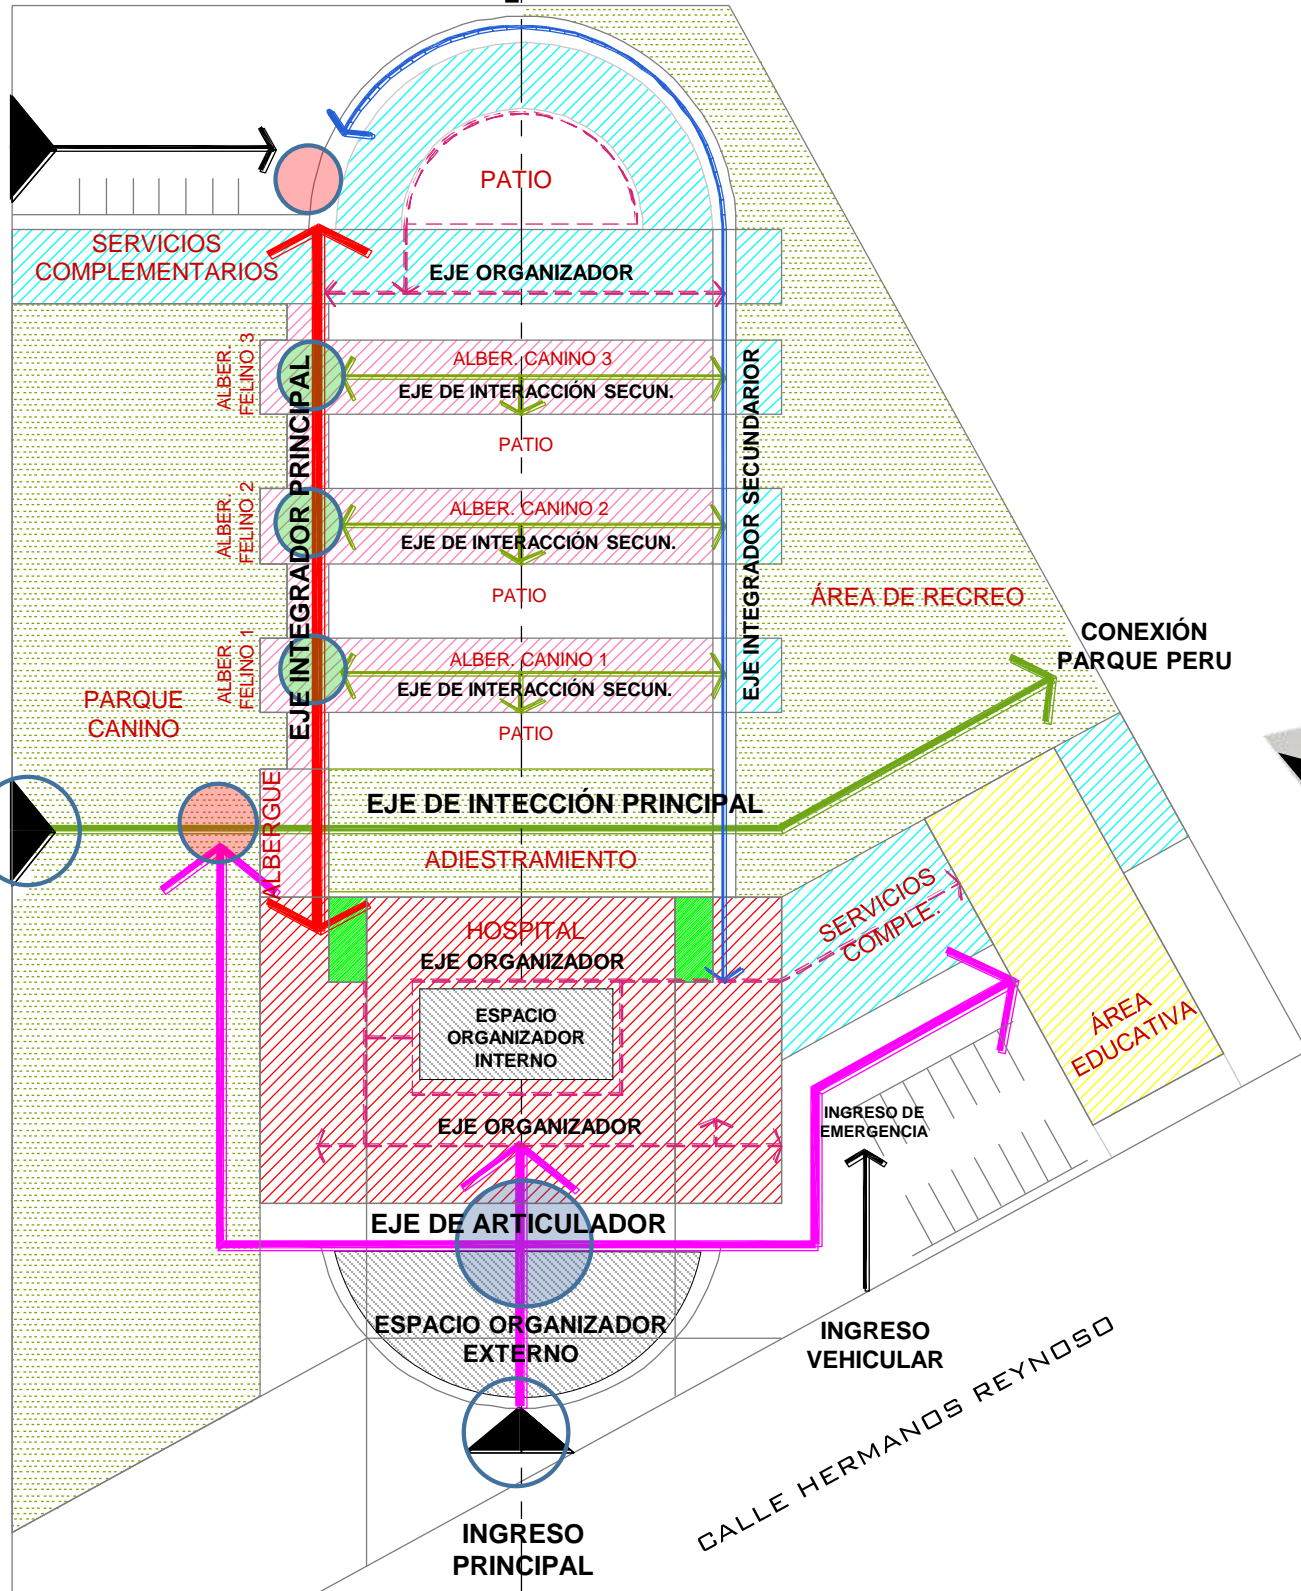 PATIO
SERVICIOS
COMPLEMENTARIOS
EJE ORGANIZADOR
ALBER.
FELINO 3
ALBER. CANINO 3
EJE DE INTERACCIÓN SECUN.
PATIO
EJE INTEGRADOR PRINCIPAL
EJE INTEGRADOR SECUNDARIOR
ALBER.
FELINO 2
ALBER. CANINO 2
EJE DE INTERACCIÓN SECUN.
PATIO
ÁREA DE RECREO
CONEXIÓN
PARQUE PERU
ALBER.
FELINO 1
ALBER. CANINO 1
EJE DE INTERACCIÓN SECUN.
PARQUE
CANINO
PATIO
ALBERGUE
EJE DE INTECCIÓN PRINCIPAL
ADIESTRAMIENTO
SERVICIOS
COMPLE.
HOSPITAL
EJE ORGANIZADOR
ESPACIO
ORGANIZADOR
INTERNO
ÁREA
EDUCATIVA
INGRESO DE
EMERGENCIA
EJE ORGANIZADOR
EJE DE ARTICULADOR
ESPACIO ORGANIZADOR
EXTERNO
INGRESO
VEHICULAR
CALLE HERMANOS REYNOSO
INGRESO
PRINCIPAL